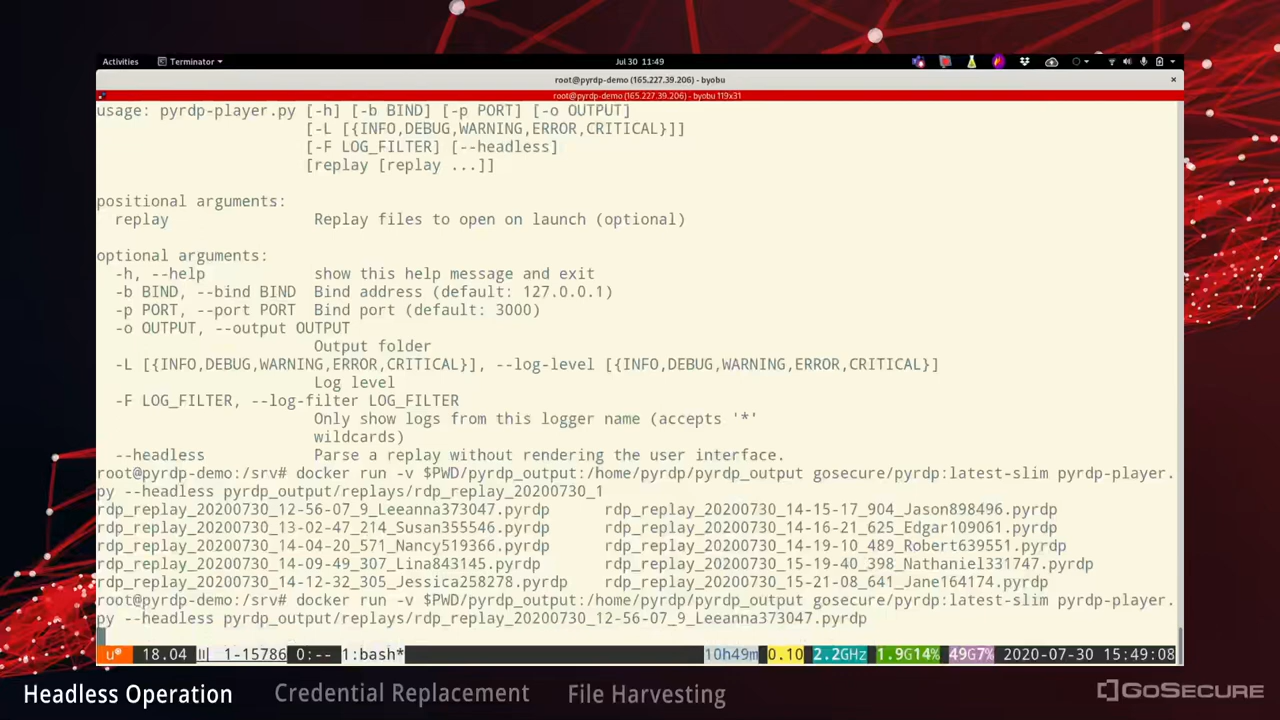 Activities Terminator Jul 30 11:49
root@pyrdp-demo (165.227.39.206) - byobu
root@pyrdp-demo (165.227.39.206) - byobu 119x31
usage: pyrdp-player.py [-h] [-b BIND] [-p PORT] [-o OUTPUT]
[-L [{INFO,DEBUG,WARNING,ERROR,CRITICAL}]]
[-F LOG_FILTER] [--headless]
[replay [replay ...]]
positional arguments:
replay Replay files to open on launch (optional)
optional arguments:
-h, --help show this help message and exit
-b BIND, --bind BIND Bind address (default: 127.0.0.1)
-p PORT, --port PORT Bind port (default: 3000)
-o OUTPUT, --output OUTPUT
Output folder
-L [{INFO,DEBUG,WARNING,ERROR,CRITICAL}], --log-level [{INFO,DEBUG,WARNING,ERROR,CRITICAL}]
Log level
-F LOG_FILTER, --log-filter LOG_FILTER
Only show logs from this logger name (accepts '*'
wildcards)
--headless Parse a replay without rendering the user interface.
root@pyrdp-demo:/srv# docker run -v $PWD/pyrdp_output:/home/pyrdp/pyrdp_output gosecure/pyrdp:latest-slim pyrdp-player.
py --headless pyrdp_output/replays/rdp_replay_20200730_1
rdp_replay_20200730_12-56-07_9_Leeanna373047.pyrdp rdp_replay_20200730_14-15-17_904_Jason898496.pyrdp
rdp_replay_20200730_13-02-47_214_Susan355546.pyrdp rdp_replay_20200730_14-16-21_625_Edgar109061.pyrdp
rdp_replay_20200730_14-04-20_571_Nancy519366.pyrdp rdp_replay_20200730_14-19-10_489_Robert639551.pyrdp
rdp_replay_20200730_14-09-49_307_Lina843145.pyrdp rdp_replay_20200730_15-19-40_398_Nathaniel331747.pyrdp
rdp_replay_20200730_14-12-32_305_Jessica258278.pyrdp rdp_replay_20200730_15-21-08_641_Jane164174.pyrdp
root@pyrdp-demo:/srv# docker run -v $PWD/pyrdp_output:/home/pyrdp/pyrdp_output gosecure/pyrdp:latest-slim pyrdp-player.
py --headless pyrdp_output/replays/rdp_replay_20200730_12-56-07_9_Leeanna373047.pyrdp
u® 18.04 1-15786 0:-- 1:bash* 10h49m 0.10 2.2GHz 1.9G14% 49G7% 2020-07-30 15:49:08
Headless Operation Credential Replacement File Harvesting GOSECURE